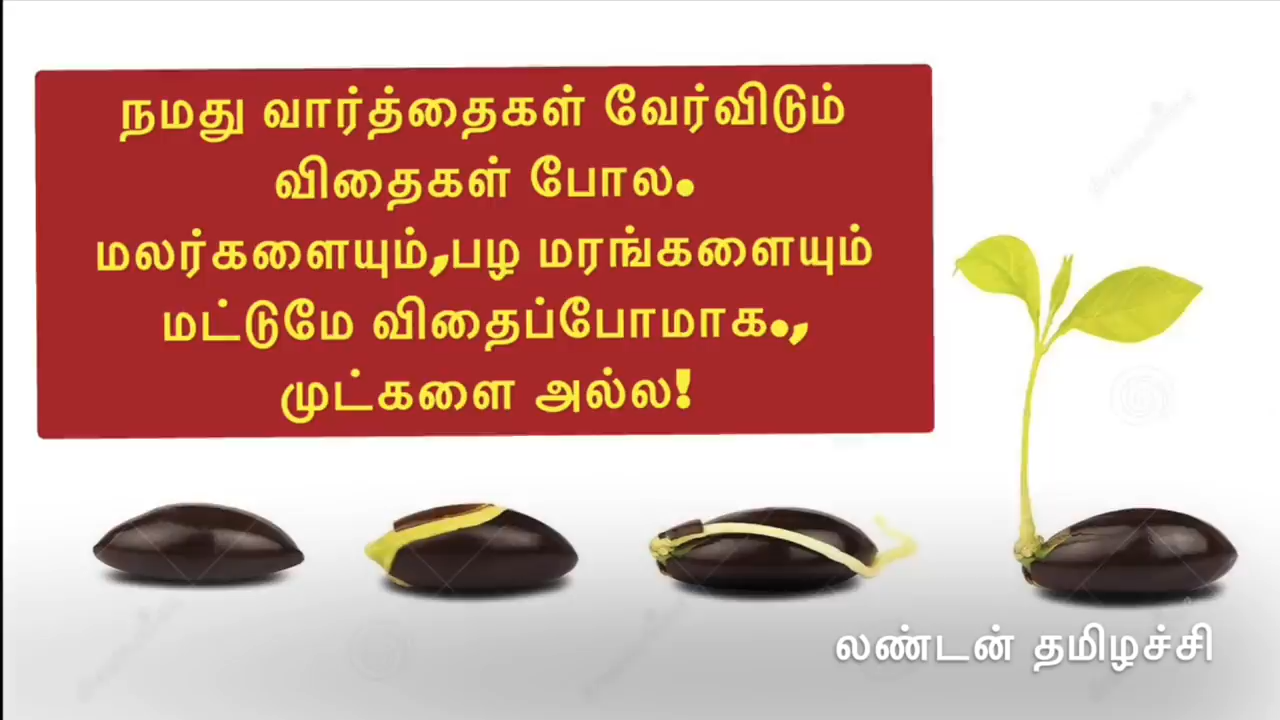 நமது வார்த்தைகள் வேர்விடும்
விதைகள் போல.
மலர்களையும்,பழ மரங்களையும்
மட்டுமே விதைப்போமாக.,
முட்களை அல்ல!
லண்டன் தமிழச்சி